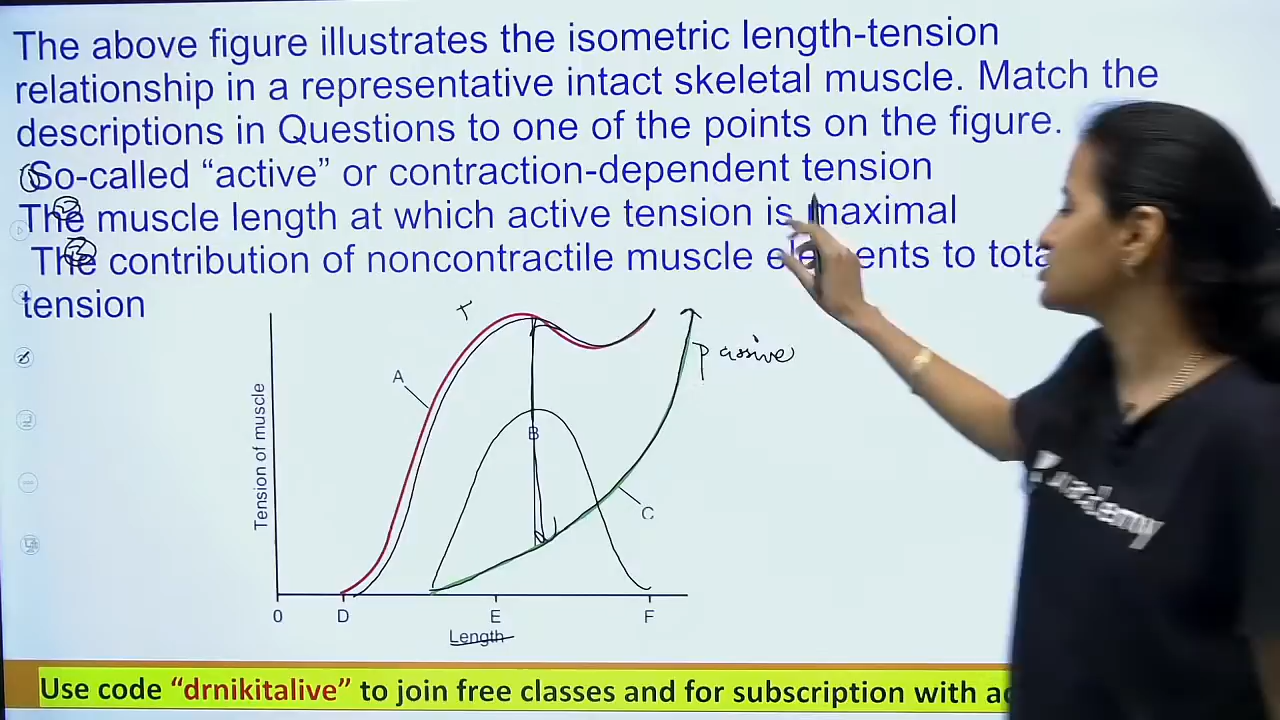 The above figure illustrates the isometric length-tension
relationship in a representative intact skeletal muscle. Match the
descriptions in Questions to one of the points on the figure.
① So-called “active” or contraction-dependent tension
② The muscle length at which active tension is maximal
The contribution of noncontractile muscle elements to tota
tension
T
passive
A
B
C
Tension of muscle
0 D E F
Length
Use code “drnikitalive” to join free classes and for subscription with